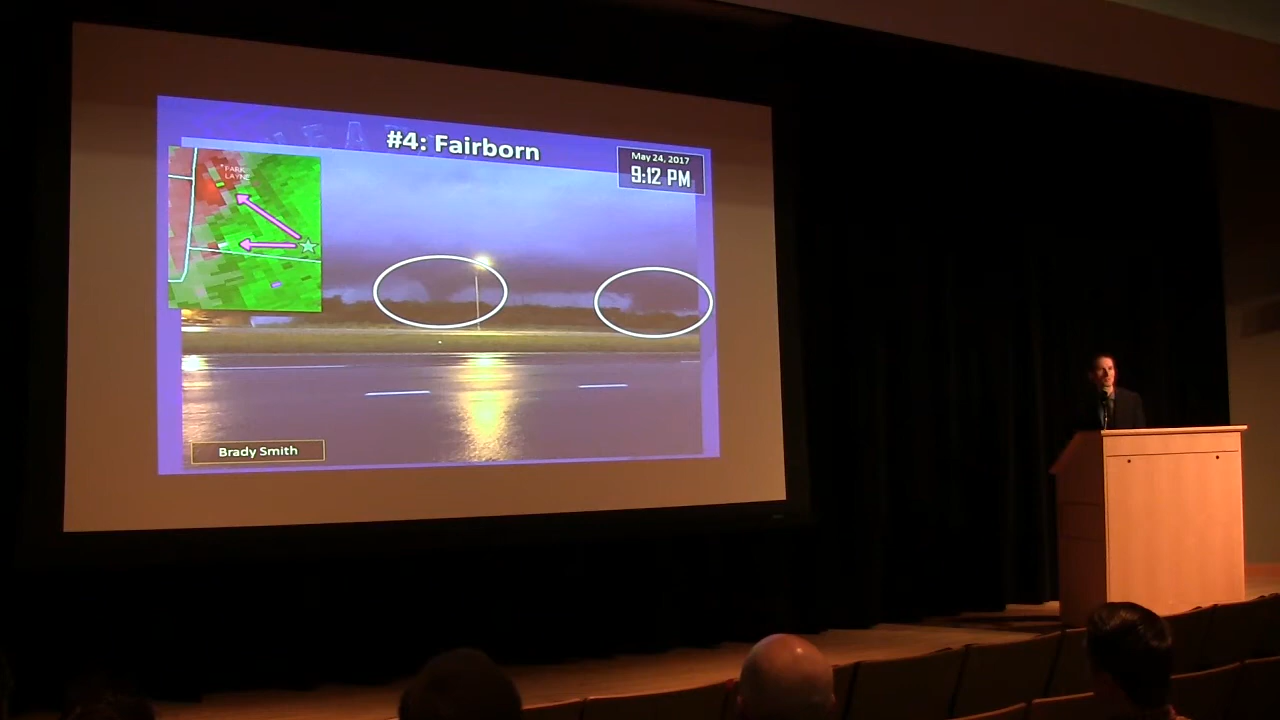 #4: Fairborn
May 24, 2017
9:12 PM
PARK
LAYNE
Brady Smith